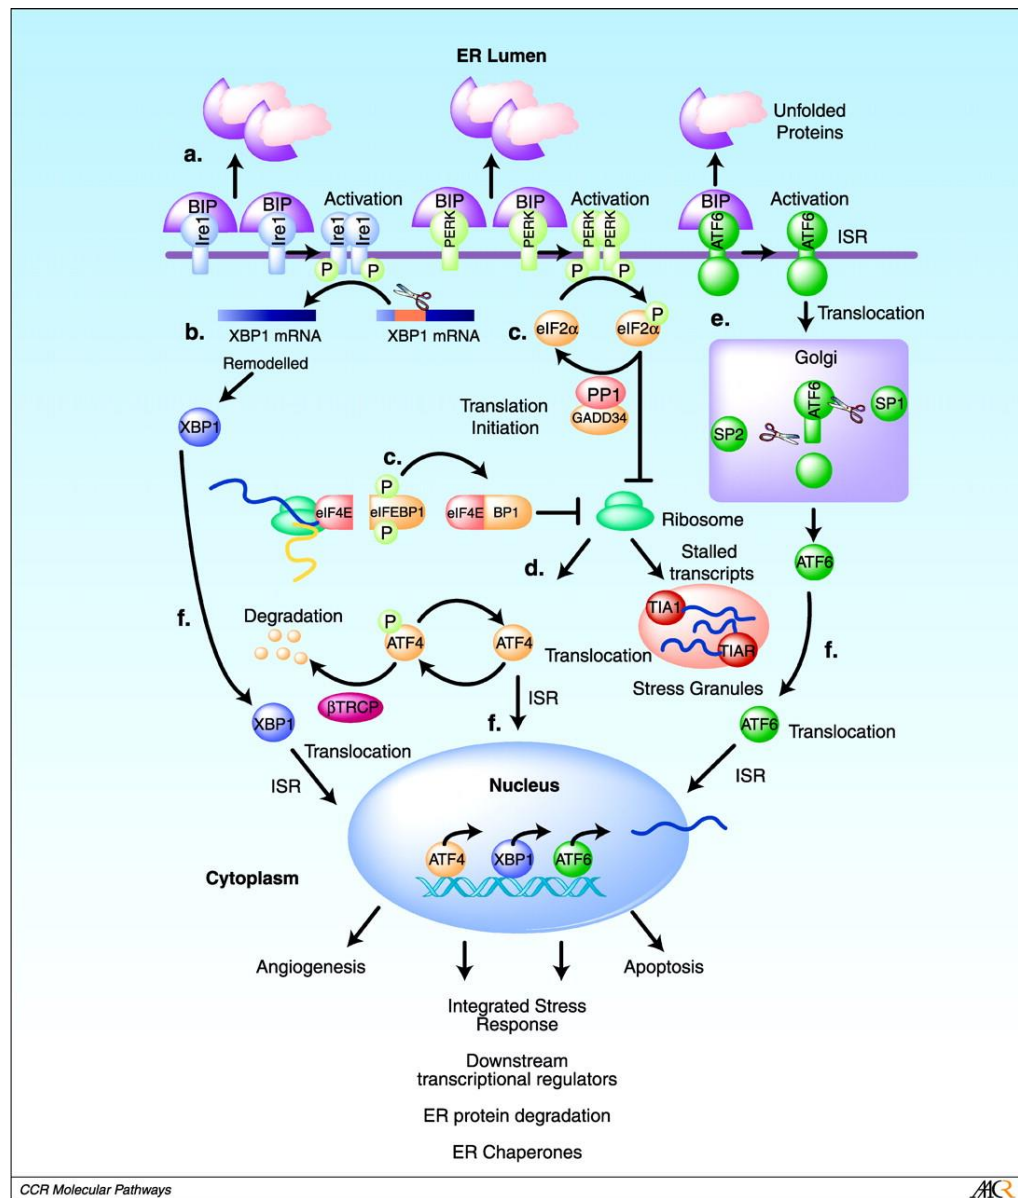 ER Lumen
Unfolded
Proteins
a.
BIP
BIP
Activation
BIP
BIP
Activation
BIP
Activation
Ire1
Ire1
Ire1
Ire1
PERK
PERK
PERK
PERK
ATF6
ATF6
ISR
P
P
P
P
b.
XBP1 mRNA
XBP1 mRNA
Remodelled
c.
eIF2α
eIF2α
P
e.
Translocation
Golgi
ATF6
SP1
SP2
PP1
GADD34
Translation
Initiation
XBP1
c.
P
eIF4E
eIFEBP1
P
eIF4E
BP1
Ribosome
d.
Stalled
transcripts
TIA1
TIAR
Stress Granules
ATF6
f.
Degradation
P
ATF4
ATF4
βTRCP
Translocation
ISR
f.
f.
XBP1
Translocation
ISR
ATF6
Translocation
ISR
Nucleus
ATF4
XBP1
ATF6
Cytoplasm
Angiogenesis
Apoptosis
Integrated Stress
Response
Downstream
transcriptional regulators
ER protein degradation
ER Chaperones
CCR Molecular Pathways
AACR